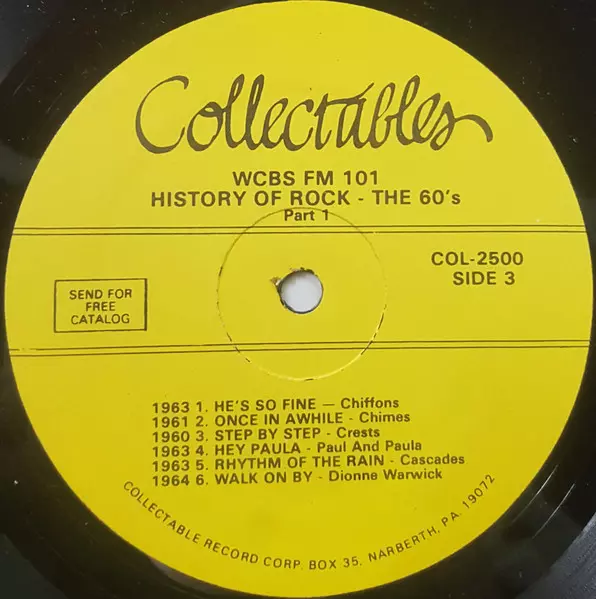 Collectables
WCBS FM 101
HISTORY OF ROCK - THE 60's
Part 1
COL-2500
SIDE 3
SEND FOR
FREE
CATALOG
1963 1. HE'S SO FINE — Chiffons
1961 2. ONCE IN AWHILE - Chimes
1960 3. STEP BY STEP - Crests
1963 4. HEY PAULA - Paul And Paula
1963 5. RHYTHM OF THE RAIN - Cascades
1964 6. WALK ON BY - Dionne Warwick
COLLECTABLE RECORD CORP. BOX 35, NARBERTH, PA. 19072